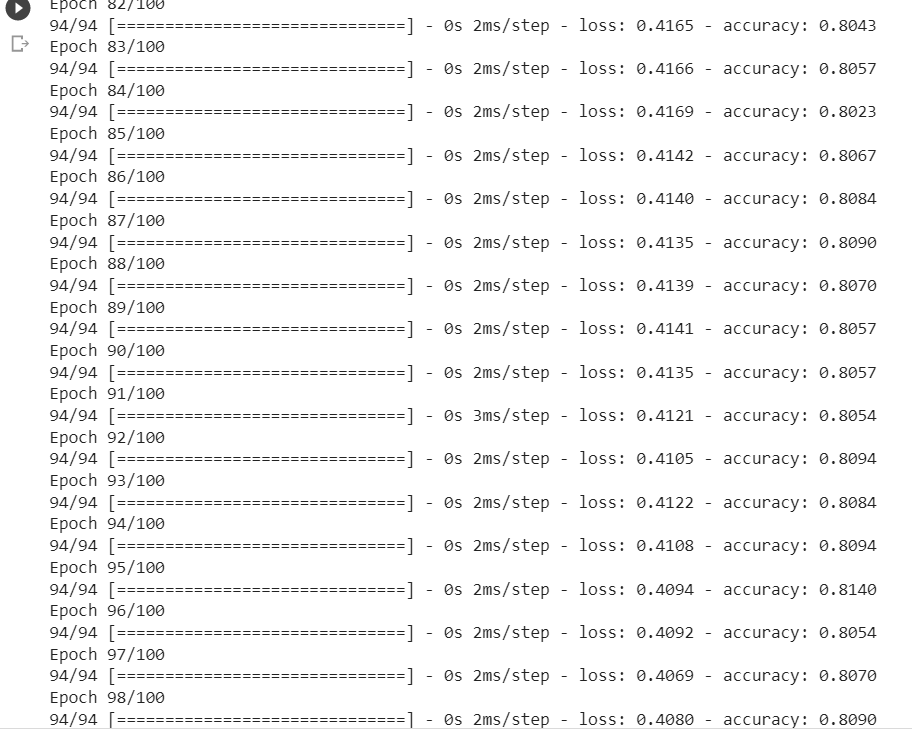 Epoch 82/100
94/94 [==============================] - 0s 2ms/step - loss: 0.4165 - accuracy: 0.8043
Epoch 83/100
94/94 [==============================] - 0s 2ms/step - loss: 0.4166 - accuracy: 0.8057
Epoch 84/100
94/94 [==============================] - 0s 2ms/step - loss: 0.4169 - accuracy: 0.8023
Epoch 85/100
94/94 [==============================] - 0s 2ms/step - loss: 0.4142 - accuracy: 0.8067
Epoch 86/100
94/94 [==============================] - 0s 2ms/step - loss: 0.4140 - accuracy: 0.8084
Epoch 87/100
94/94 [==============================] - 0s 2ms/step - loss: 0.4135 - accuracy: 0.8090
Epoch 88/100
94/94 [==============================] - 0s 2ms/step - loss: 0.4139 - accuracy: 0.8070
Epoch 89/100
94/94 [==============================] - 0s 2ms/step - loss: 0.4141 - accuracy: 0.8057
Epoch 90/100
94/94 [==============================] - 0s 2ms/step - loss: 0.4135 - accuracy: 0.8057
Epoch 91/100
94/94 [==============================] - 0s 3ms/step - loss: 0.4121 - accuracy: 0.8054
Epoch 92/100
94/94 [==============================] - 0s 2ms/step - loss: 0.4105 - accuracy: 0.8094
Epoch 93/100
94/94 [==============================] - 0s 2ms/step - loss: 0.4122 - accuracy: 0.8084
Epoch 94/100
94/94 [==============================] - 0s 2ms/step - loss: 0.4108 - accuracy: 0.8094
Epoch 95/100
94/94 [==============================] - 0s 2ms/step - loss: 0.4094 - accuracy: 0.8140
Epoch 96/100
94/94 [==============================] - 0s 2ms/step - loss: 0.4092 - accuracy: 0.8054
Epoch 97/100
94/94 [==============================] - 0s 2ms/step - loss: 0.4069 - accuracy: 0.8070
Epoch 98/100
94/94 [==============================] - 0s 2ms/step - loss: 0.4080 - accuracy: 0.8090